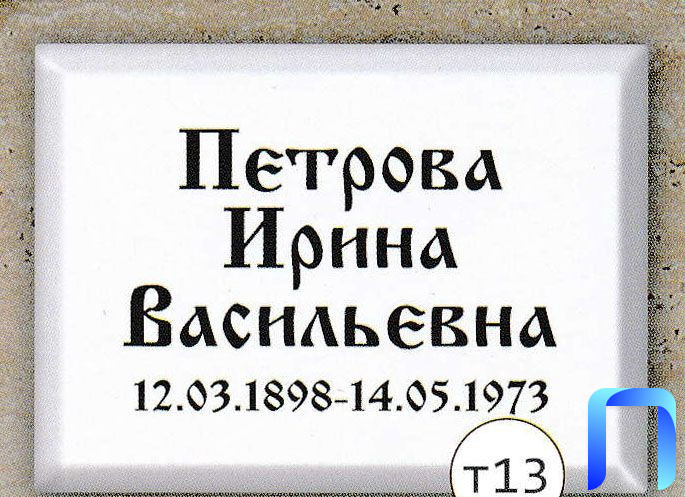 Петрова
Ирина
Васильевна
12.03.1898-14.05.1973
т13